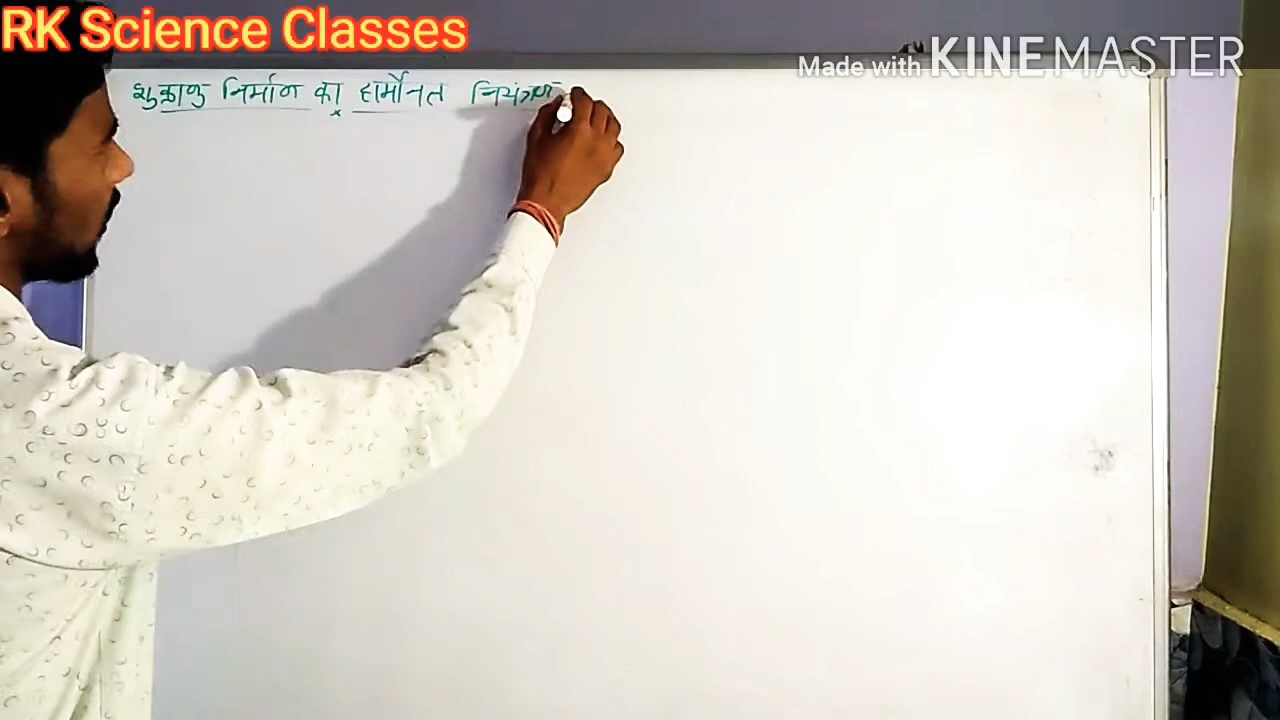 RK Science Classes
Made with KINEMASTER
शुक्राणु निर्माण का हार्मोनल नियंत्रण